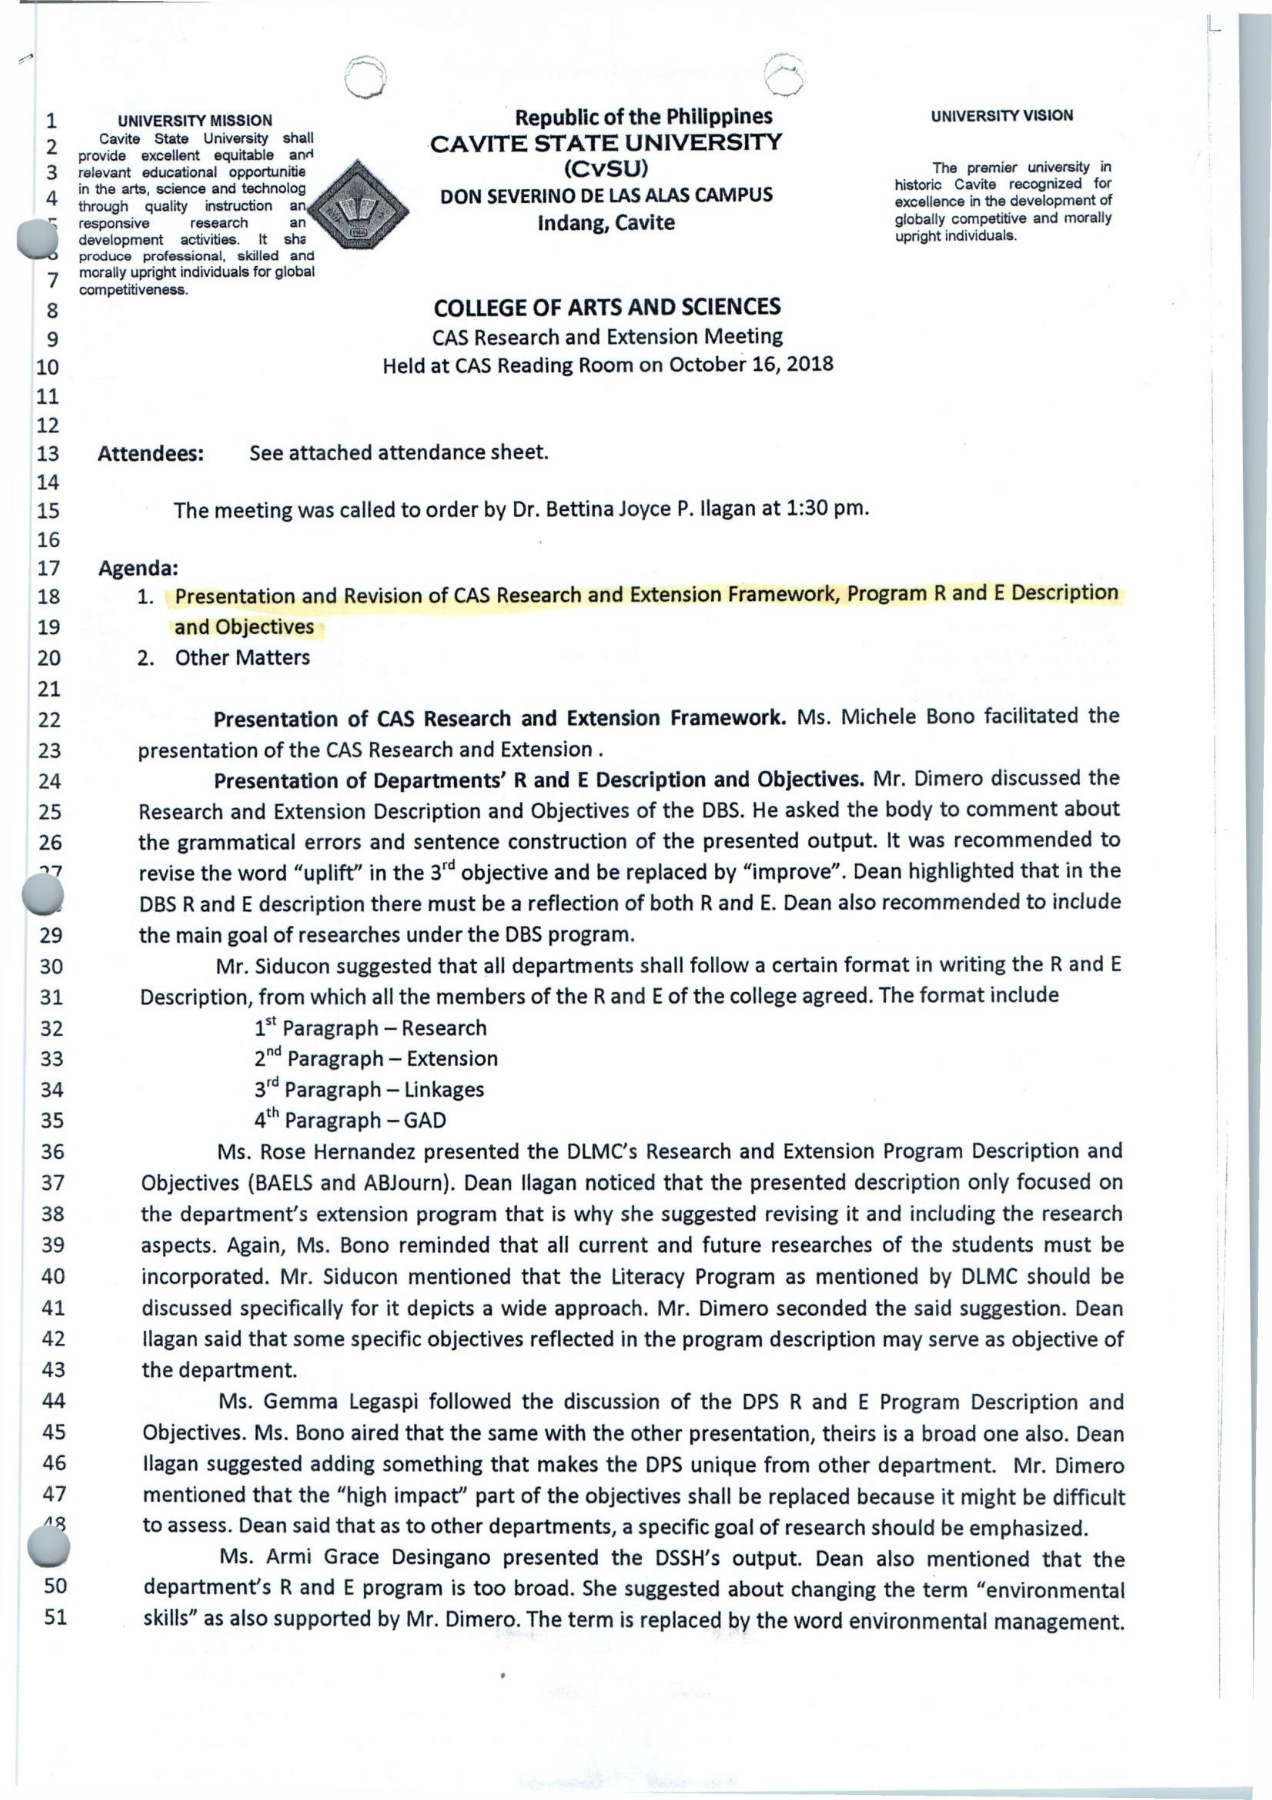 UNIVERSITY MISSION
Cavite State University shall
provide excellent equitable and
relevant educational opportunitie
in the arts, science and technolog
through quality instruction an
responsive research an
development activities. It sha
produce professional, skilled and
morally upright individuals for global
competitiveness.
Republic of the Philippines
CAVITE STATE UNIVERSITY
(CvSU)
DON SEVERINO DE LAS ALAS CAMPUS
Indang, Cavite
UNIVERSITY VISION
The premier university in
historic Cavite recognized for
excellence in the development of
globally competitive and morally
upright individuals.
1
2
3
4
7
8 COLLEGE OF ARTS AND SCIENCES
9 CAS Research and Extension Meeting
10 Held at CAS Reading Room on October 16, 2018
11
12
13 Attendees: See attached attendance sheet.
14
15 The meeting was called to order by Dr. Bettina Joyce P. Ilagan at 1:30 pm.
16
17 Agenda:
18 1. Presentation and Revision of CAS Research and Extension Framework, Program R and E Description
19 and Objectives
20 2. Other Matters
21
22 Presentation of CAS Research and Extension Framework. Ms. Michele Bono facilitated the
23 presentation of the CAS Research and Extension .
24 Presentation of Departments' R and E Description and Objectives. Mr. Dimero discussed the
25 Research and Extension Description and Objectives of the DBS. He asked the body to comment about
26 the grammatical errors and sentence construction of the presented output. It was recommended to
27 revise the word "uplift" in the 3rd objective and be replaced by "improve". Dean highlighted that in the
DBS R and E description there must be a reflection of both R and E. Dean also recommended to include
29 the main goal of researches under the DBS program.
30 Mr. Siducon suggested that all departments shall follow a certain format in writing the R and E
31 Description, from which all the members of the R and E of the college agreed. The format include
32 1st Paragraph – Research
33 2nd Paragraph – Extension
34 3rd Paragraph – Linkages
35 4th Paragraph – GAD
36 Ms. Rose Hernandez presented the DLMC's Research and Extension Program Description and
37 Objectives (BAELS and ABJourn). Dean Ilagan noticed that the presented description only focused on
38 the department's extension program that is why she suggested revising it and including the research
39 aspects. Again, Ms. Bono reminded that all current and future researches of the students must be
40 incorporated. Mr. Siducon mentioned that the Literacy Program as mentioned by DLMC should be
41 discussed specifically for it depicts a wide approach. Mr. Dimero seconded the said suggestion. Dean
42 Ilagan said that some specific objectives reflected in the program description may serve as objective of
43 the department.
44 Ms. Gemma Legaspi followed the discussion of the DPS R and E Program Description and
45 Objectives. Ms. Bono aired that the same with the other presentation, theirs is a broad one also. Dean
46 Ilagan suggested adding something that makes the DPS unique from other department. Mr. Dimero
47 mentioned that the "high impact" part of the objectives shall be replaced because it might be difficult
48 to assess. Dean said that as to other departments, a specific goal of research should be emphasized.
Ms. Armi Grace Desingano presented the DSSH's output. Dean also mentioned that the
50 department's R and E program is too broad. She suggested about changing the term "environmental
51 skills" as also supported by Mr. Dimero. The term is replaced by the word environmental management.